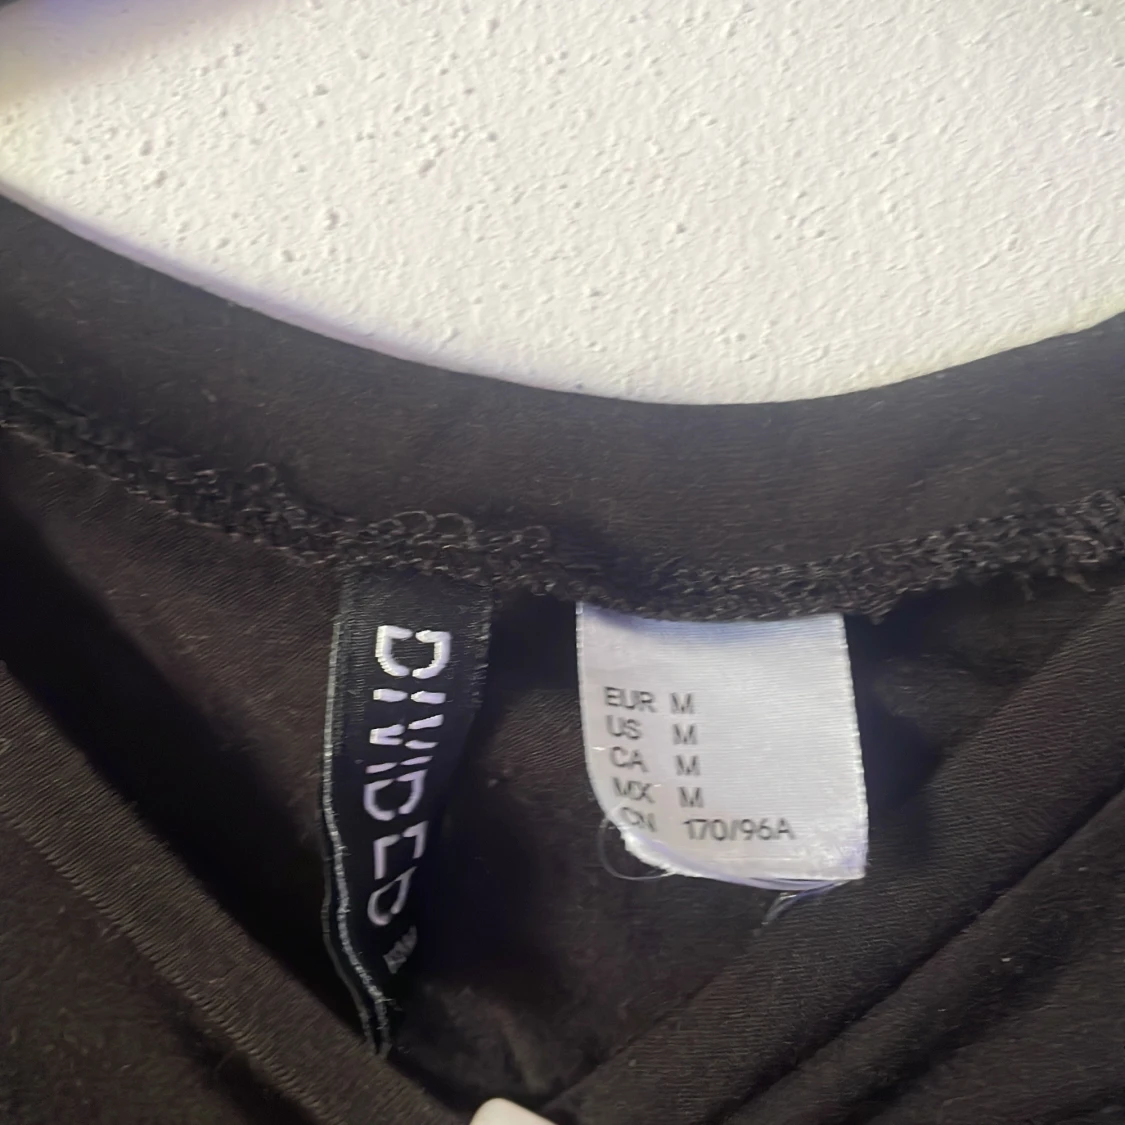 DIVIDED
EUR M
US M
CA M
MX M
CN 170/96A